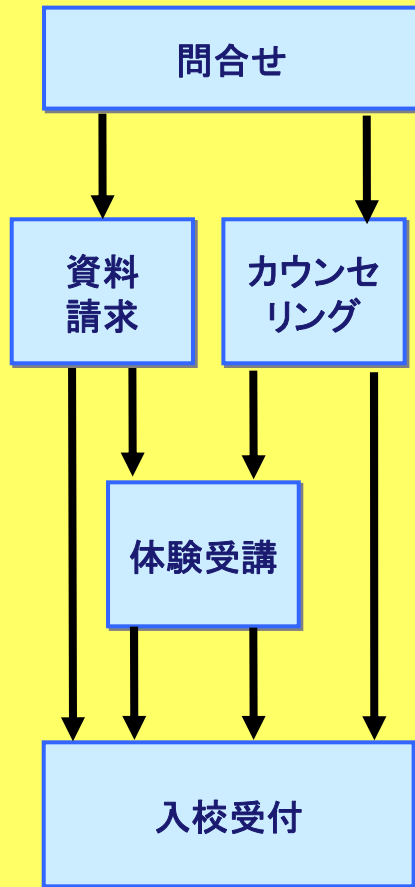 問合せ
資料
請求
カウンセ
リング
体験受講
入校受付